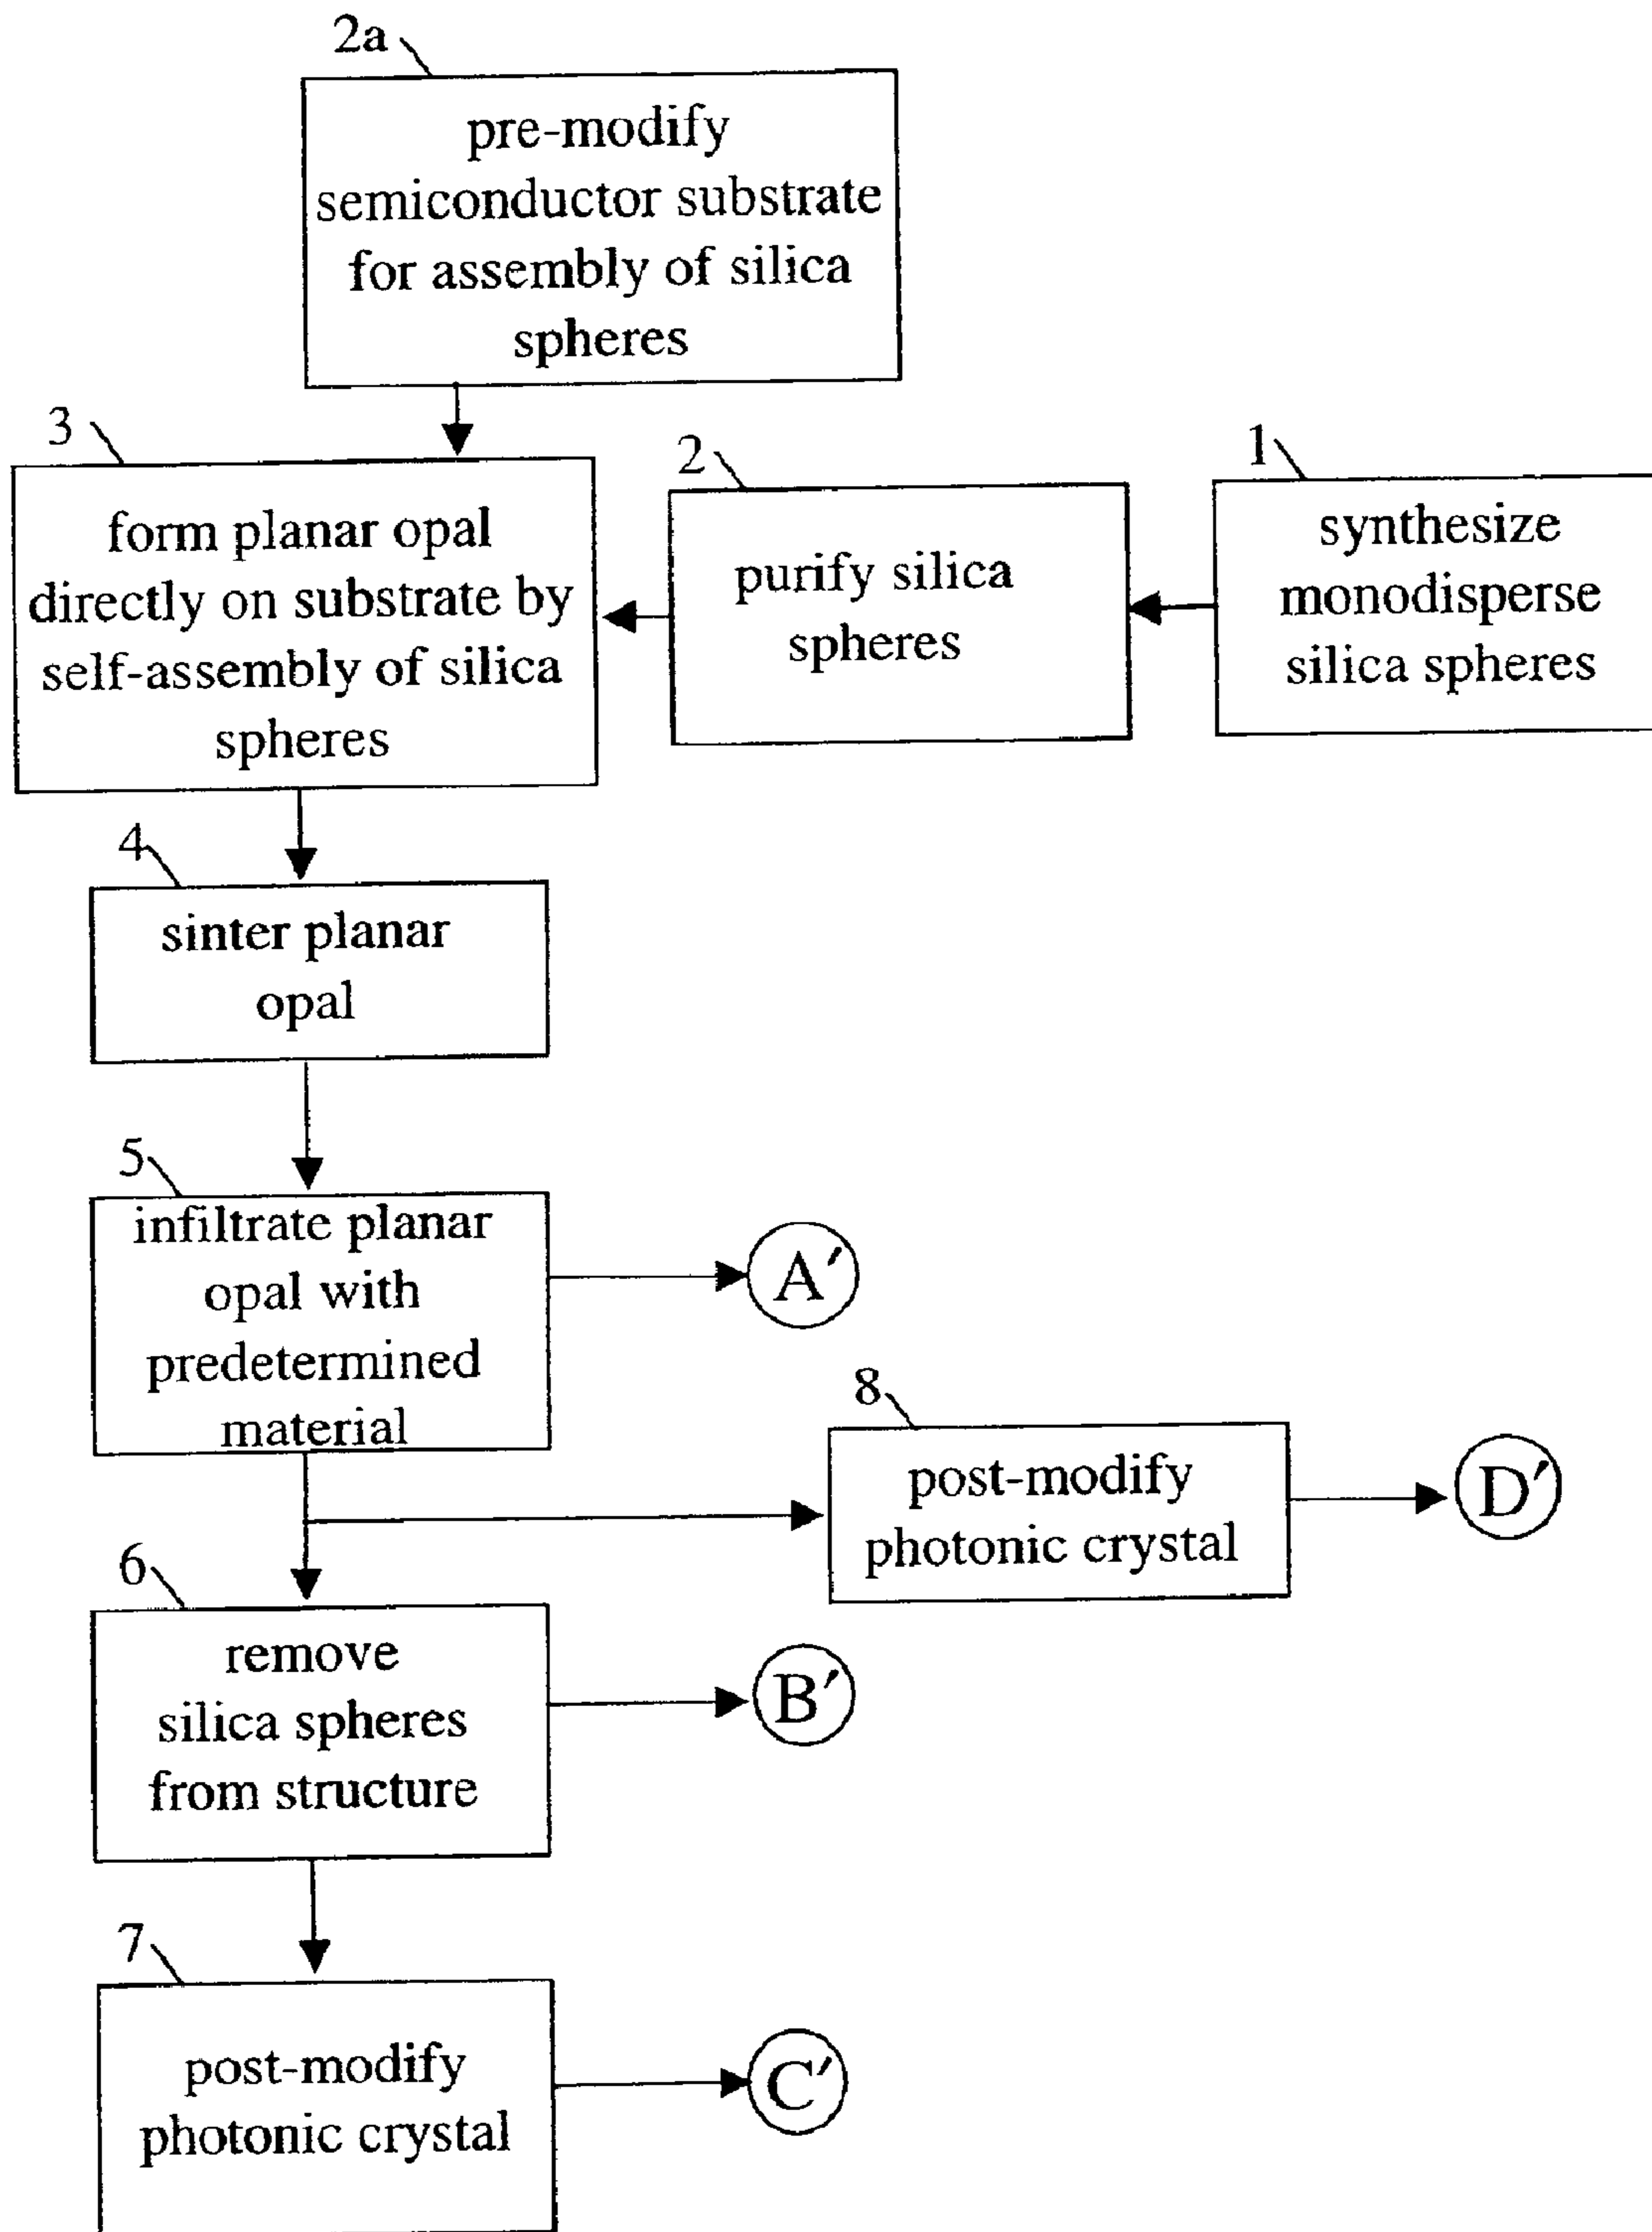 2a
pre-modify
semiconductor substrate
for assembly of silica
spheres
3
form planar opal
directly on substrate by
self-assembly of silica
spheres
2
purify silica
spheres
1
synthesize
monodisperse
silica spheres
4
sinter planar
opal
5
infiltrate planar
opal with
predetermined
material
A′
8
post-modify
photonic crystal
D′
6
remove
silica spheres
from structure
B′
7
post-modify
photonic crystal
C′